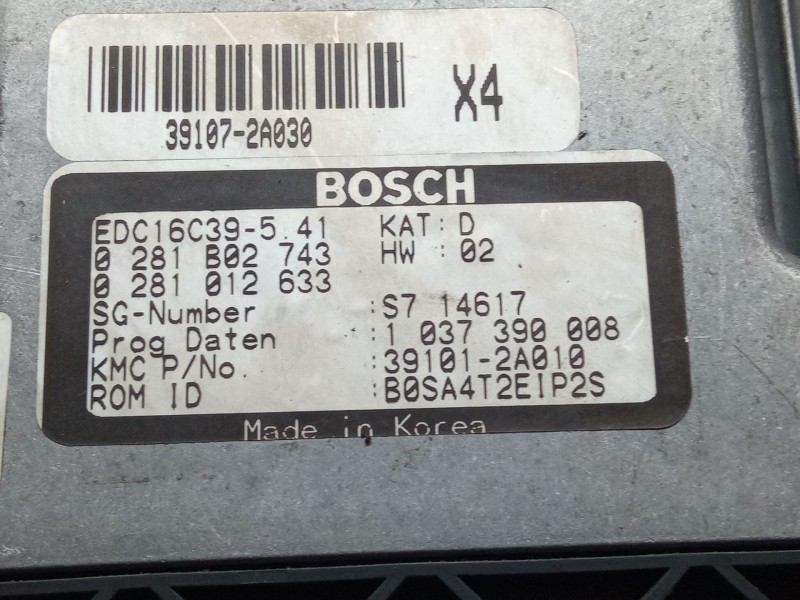 X4
39107-2A030
BOSCH
EDC16C39-5.41 KAT: D
0 281 B02 743 HW : 02
0 281 012 633
SG-Number :S7 14617
Prog Daten :1 037 390 008
KMC P/No. :39101-2A010
ROM ID :B0SA4T2EIP2S
Made in Korea